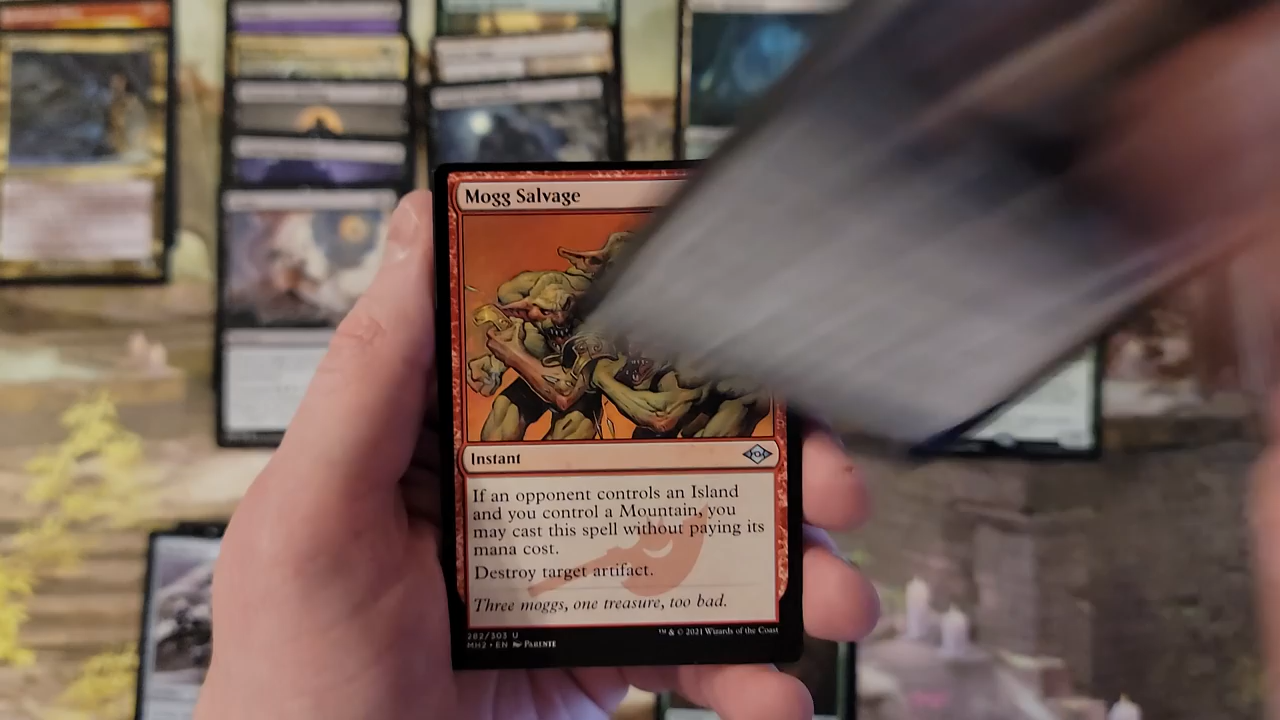 Mogg Salvage
Instant
If an opponent controls an Island
and you control a Mountain, you
may cast this spell without paying its
mana cost.
Destroy target artifact.
Three moggs, one treasure, too bad.
282/303 U
MH2 • EN Parente
™ & © 2021 Wizards of the Coast